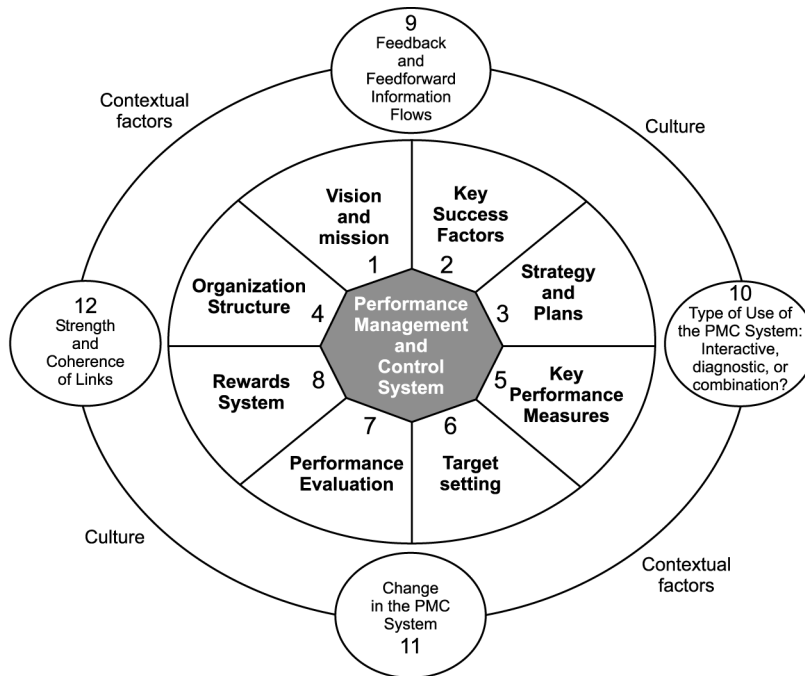 9
Feedback
and
Feedforward
Information
Flows
Contextual
factors
Culture
Vision
and
mission
1
Key
Success
Factors
2
Organization
Structure
4
Strategy
and
Plans
3
Performance
Management
and
Control
System
12
Strength and
Coherence
of Links
10
Type of Use of
the PMC System:
Interactive,
diagnostic, or
combination?
Rewards
System
8
5
Key
Performance
Measures
7
Performance
Evaluation
6
Target
setting
Culture
Contextual
factors
Change
in the PMC
System
11